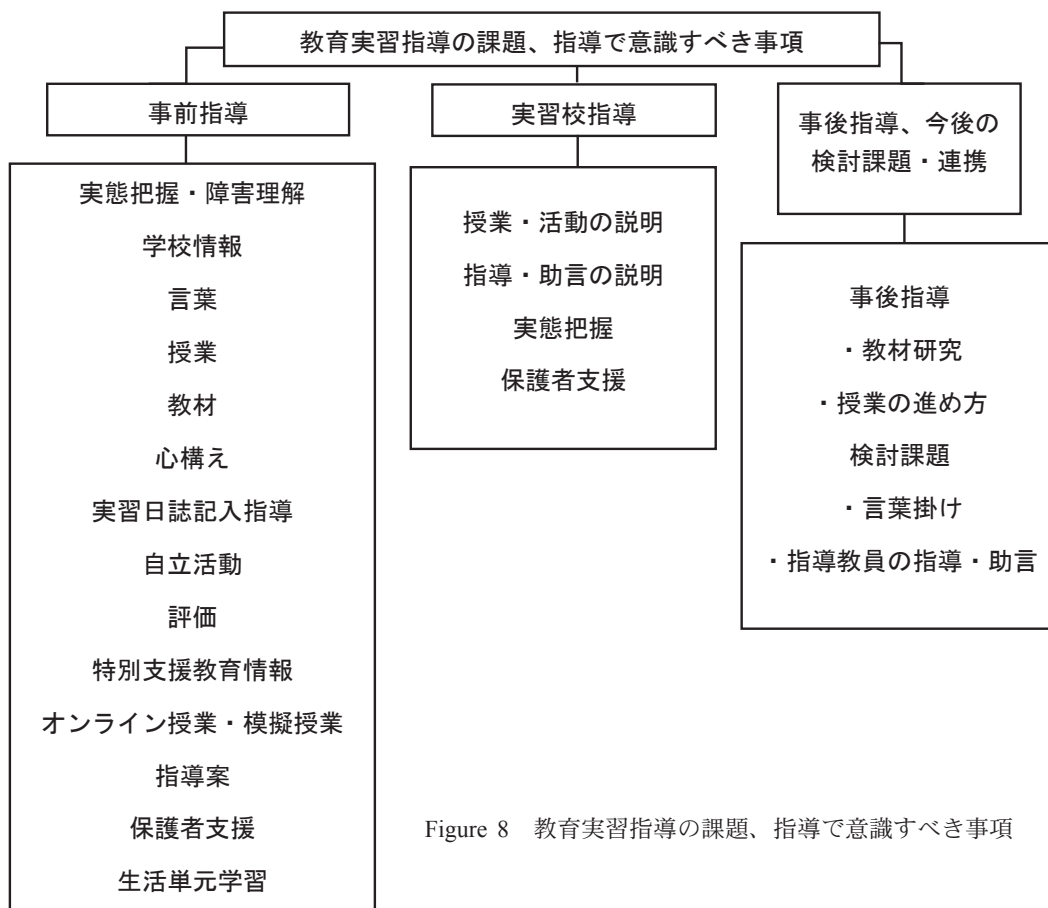 教育実習指導の課題、指導で意識すべき事項
事前指導
実態把握・障害理解
学校情報
言葉
授業
教材
心構え
実習日誌記入指導
自立活動
評価
特別支援教育情報
オンライン授業・模擬授業
指導案
保護者支援
生活単元学習
実習校指導
授業・活動の説明
指導・助言の説明
実態把握
保護者支援
事後指導、今後の
検討課題・連携
事後指導
・教材研究
・授業の進め方
検討課題
・言葉掛け
・指導教員の指導・助言
Figure 8　教育実習指導の課題、指導で意識すべき事項